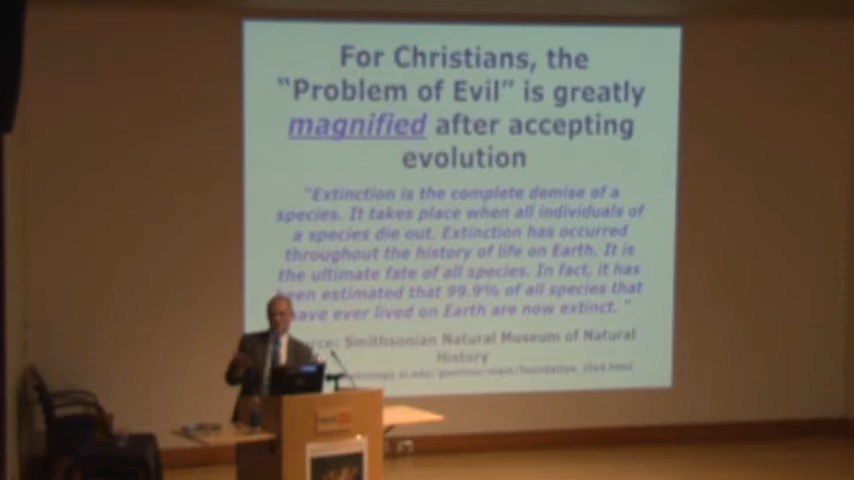 For Christians, the
"Problem of Evil" is greatly
magnified after accepting
evolution
"Extinction is the complete demise of a
species. It takes place when all individuals of
a species die out. Extinction has occurred
throughout the history of life on Earth. It is
the ultimate fate of all species. In fact, it has
been estimated that 99.9% of all species that
have ever lived on Earth are now extinct. "
Smithsonian Natural Museum of Natural
History